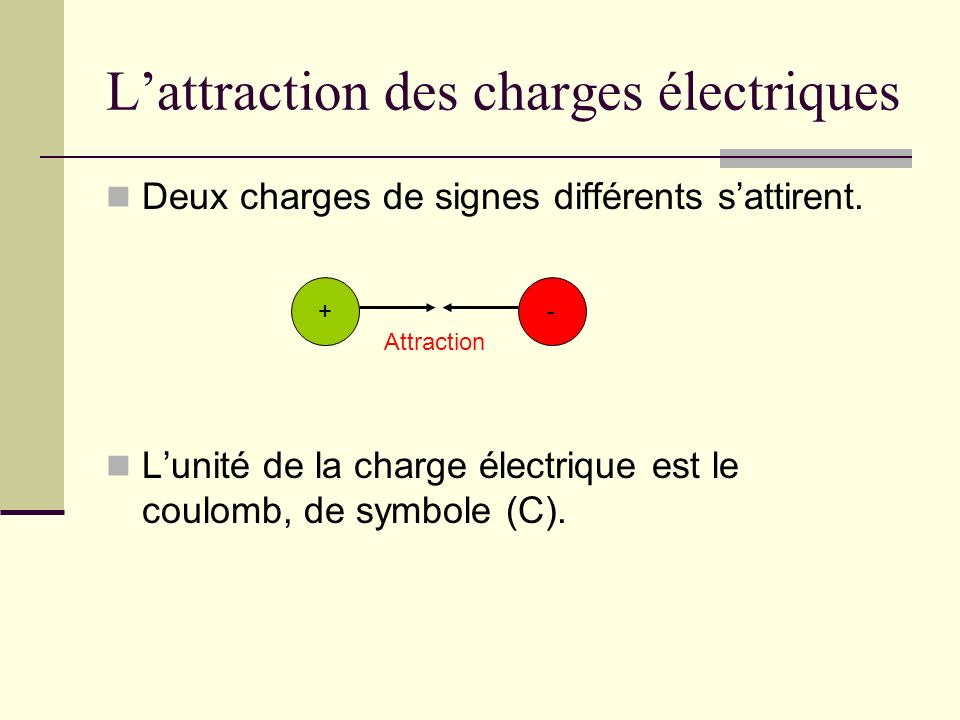 L’attraction des charges électriques
Deux charges de signes différents s’attirent.
+ -
Attraction
L’unité de la charge électrique est le
coulomb, de symbole (C).